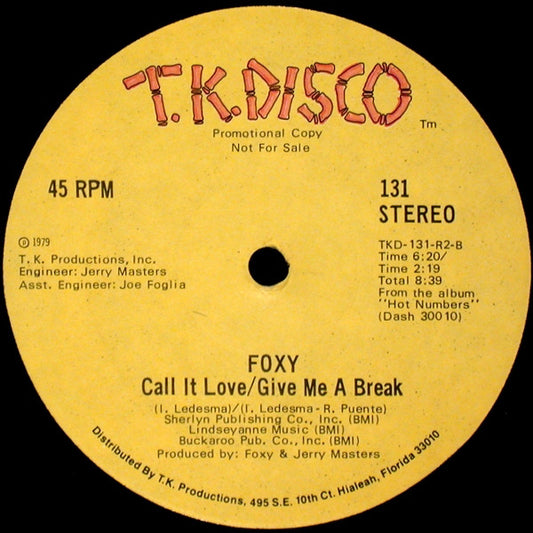 T.K.DISCO
Tm
Promotional Copy
Not For Sale
45 RPM
131
STEREO
℗ 1979
T. K. Productions, Inc.
Engineer: Jerry Masters
Asst. Engineer: Joe Foglia
TKD-131-R2-B
Time 6:20/
Time 2:19
Total 8:39
From the album
"Hot Numbers"
(Dash 30010)
FOXY
Call It Love/Give Me A Break
(I. Ledesma)/(I. Ledesma - R. Puente)
Sherlyn Publishing Co., Inc. (BMI)
Lindseyanne Music (BMI)
Buckaroo Pub. Co., Inc. (BMI)
Produced by: Foxy & Jerry Masters
Distributed By T.K. Productions, 495 S.E. 10th Ct. Hialeah, Florida 33010